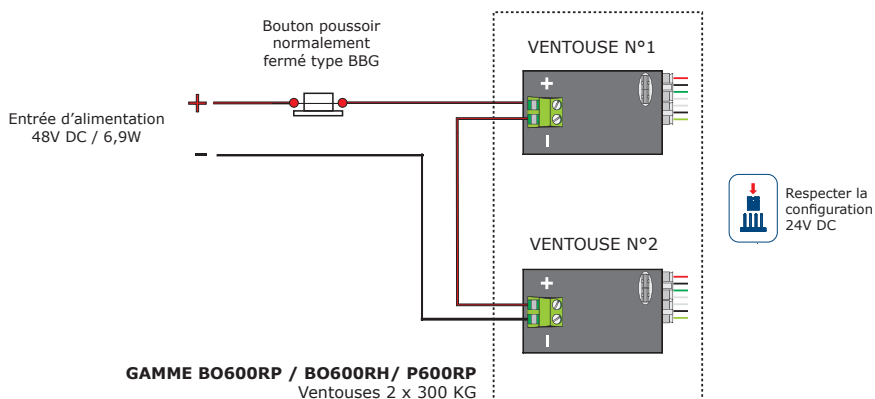 Bouton poussoir
normalement
fermé type BBG
VENTOUSE N°1
+
+
Entrée d'alimentation
48V DC / 6,9W
-
-
Respecter la
configuration
24V DC
VENTOUSE N°2
+
-
GAMME BO600RP / BO600RH/ P600RP
Ventouses 2 x 300 KG